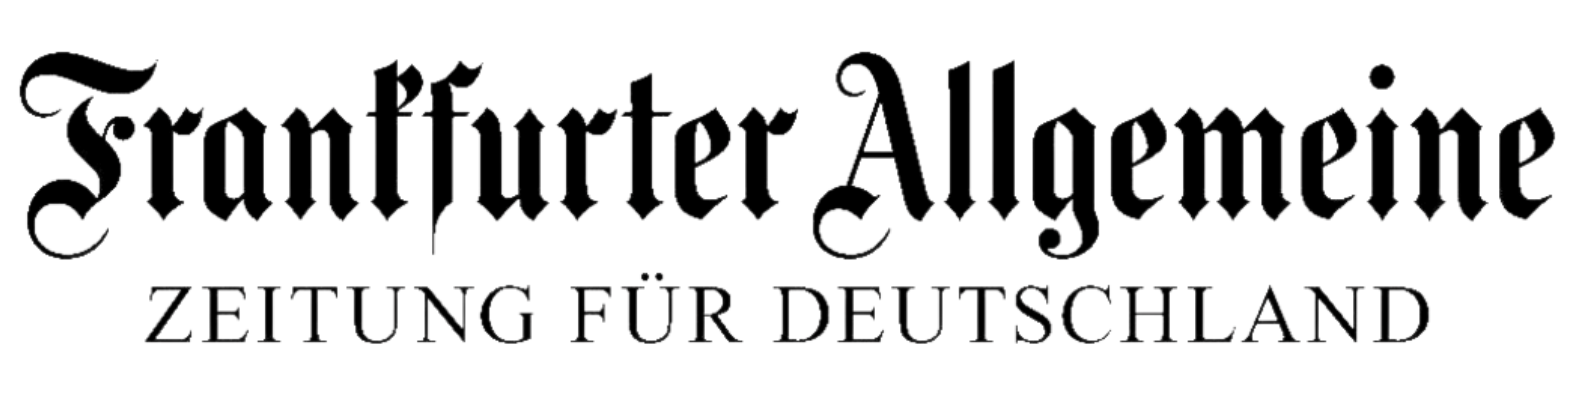 Frankfurter Allgemeine
ZEITUNG FÜR DEUTSCHLAND